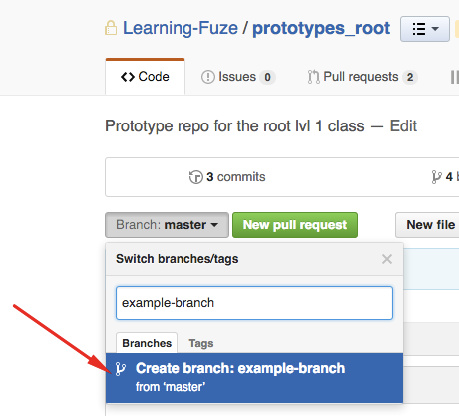 Learning-Fuze / prototypes_root
Code Issues 0 Pull requests 2
Prototype repo for the root lvl 1 class — Edit
3 commits 4
Branch: master New pull request New file
Switch branches/tags
example-branch
Branches Tags
Create branch: example-branch
from 'master'